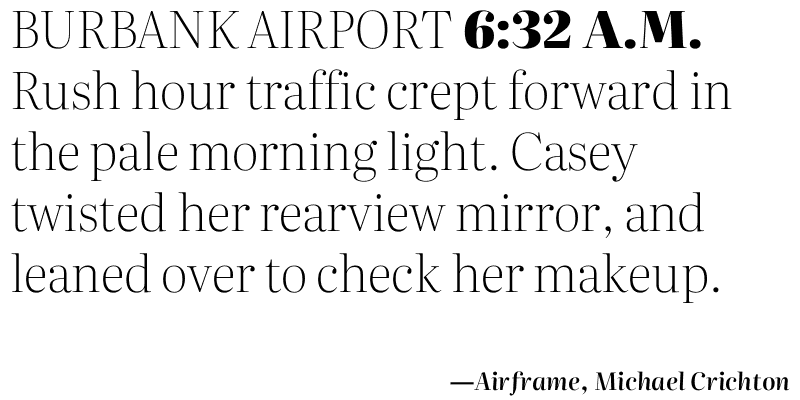 BURBANK AIRPORT 6:32 A.M.
Rush hour traffic crept forward in
the pale morning light. Casey
twisted her rearview mirror, and
leaned over to check her makeup.
—Airframe, Michael Crichton